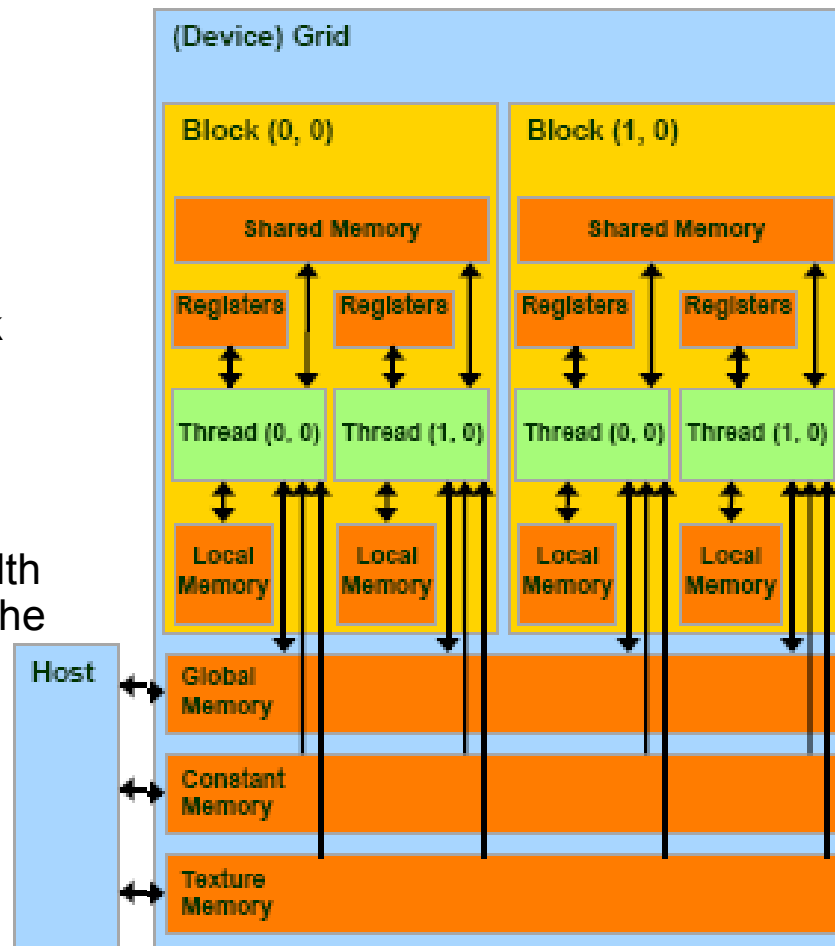 (Device) Grid
Block (0, 0)
Block (1, 0)
Shared Memory
Shared Memory
Registers
Registers
Registers
Registers
k
Thread (0, 0)
Thread (1, 0)
Thread (0, 0)
Thread (1, 0)
Local
Memory
Local
Memory
Local
Memory
Local
Memory
he
Host
Global
Memory
Constant
Memory
Texture
Memory